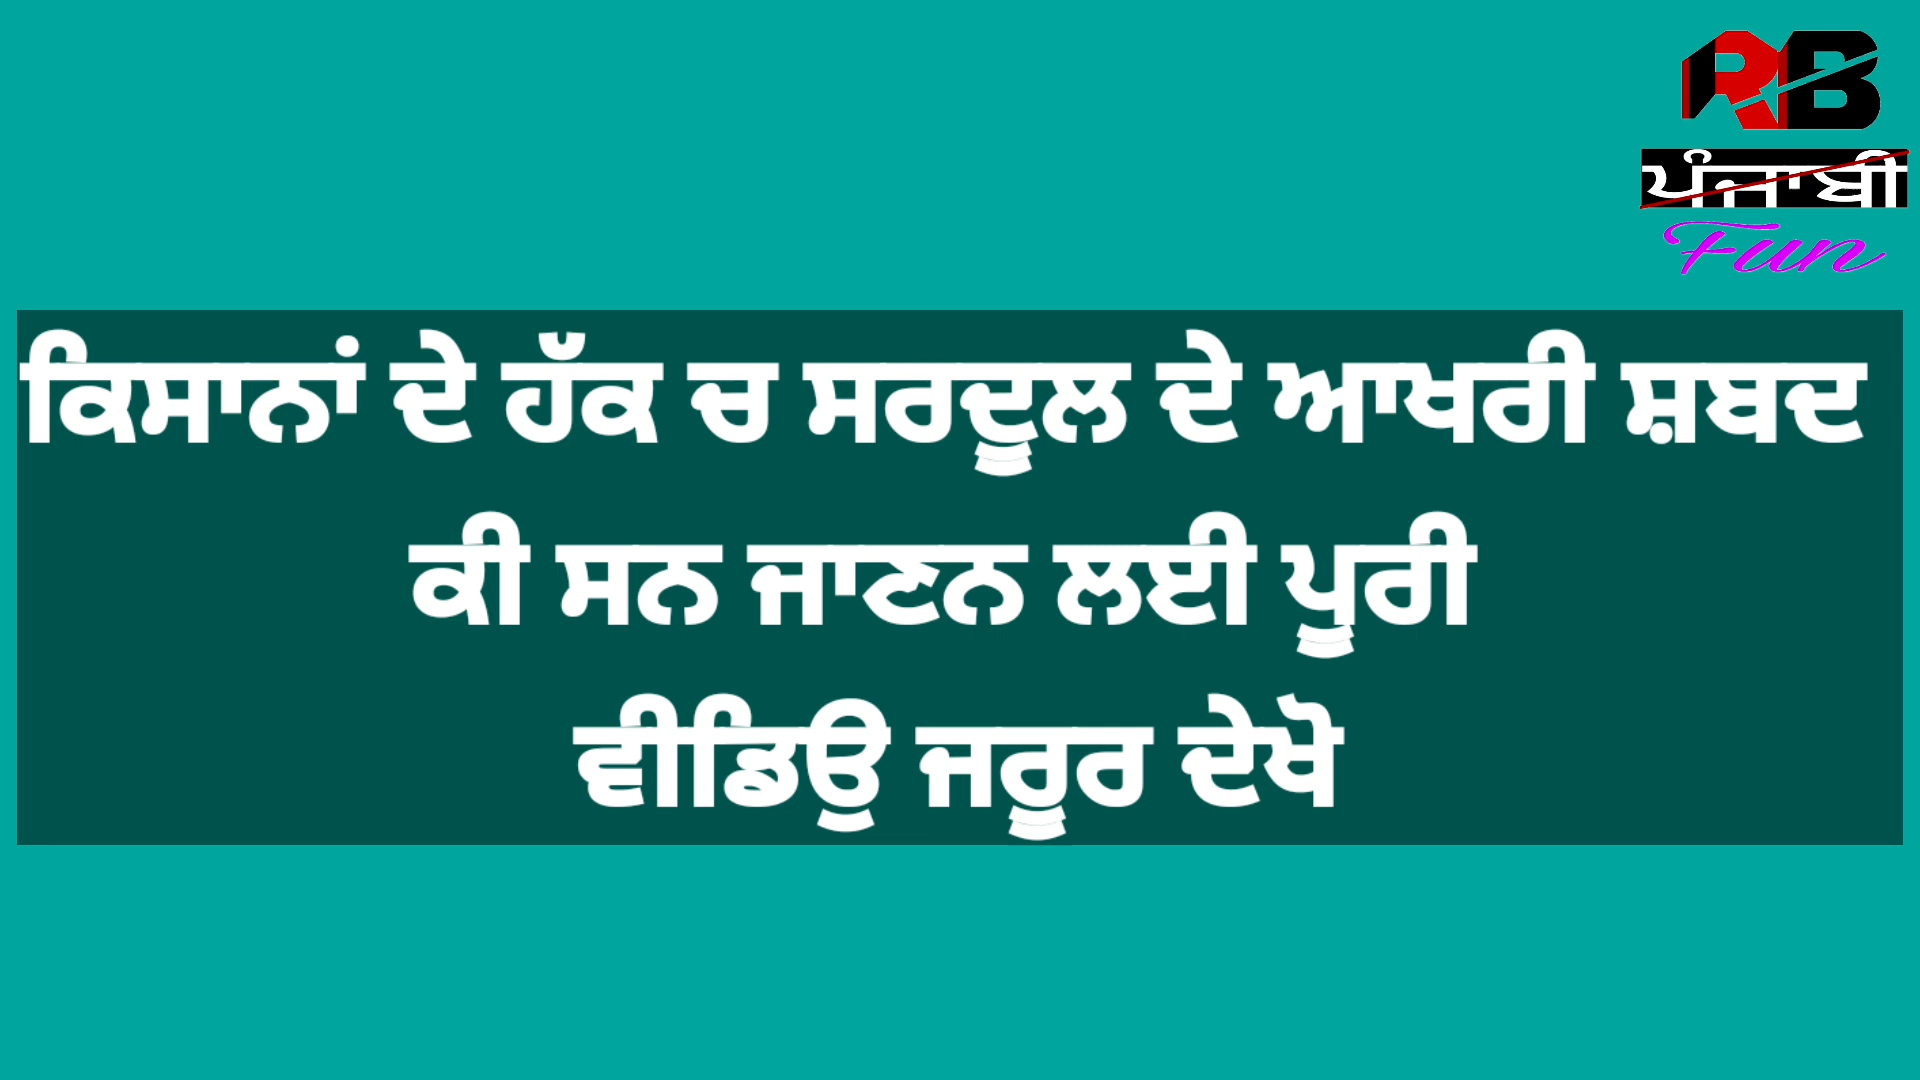 RB
ਪੰਜਾਬੀ
Fun
ਕਿਸਾਨਾਂ ਦੇ ਹੱਕ ਚ ਸਰਦੂਲ ਦੇ ਆਖਰੀ ਸ਼ਬਦ
ਕੀ ਸਨ ਜਾਣਨ ਲਈ ਪੂਰੀ
ਵੀਡਿਉ ਜਰੂਰ ਦੇਖੋ